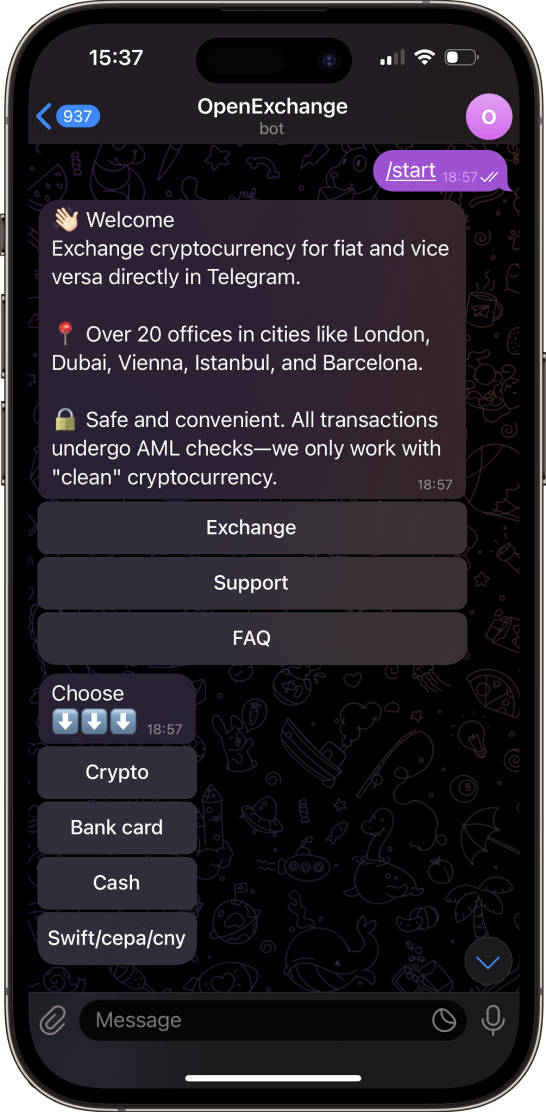 15:37
937
OpenExchange
bot
O
/start 18:57
👋🏻 Welcome
Exchange cryptocurrency for fiat and vice
versa directly in Telegram.
📍 Over 20 offices in cities like London,
Dubai, Vienna, Istanbul, and Barcelona.
🔒 Safe and convenient. All transactions
undergo AML checks—we only work with
"clean" cryptocurrency.
18:57
Exchange
Support
FAQ
Choose
⬇️⬇️⬇️ 18:57
Crypto
Bank card
Cash
Swift/cepa/cny
Message